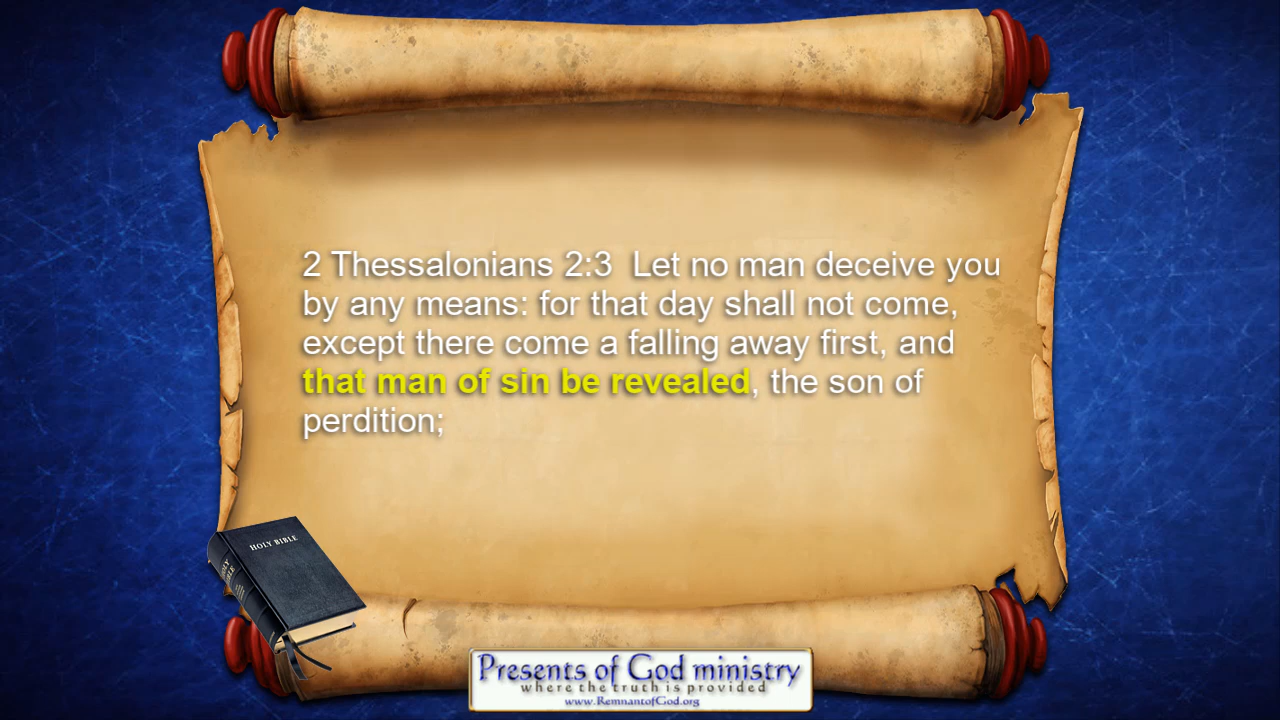 2 Thessalonians 2:3  Let no man deceive you
by any means: for that day shall not come,
except there come a falling away first, and
that man of sin be revealed, the son of
perdition;
HOLY BIBLE
HOLY BIBLE
Presents of God ministry
where the truth is provided
www.RemnantofGod.org